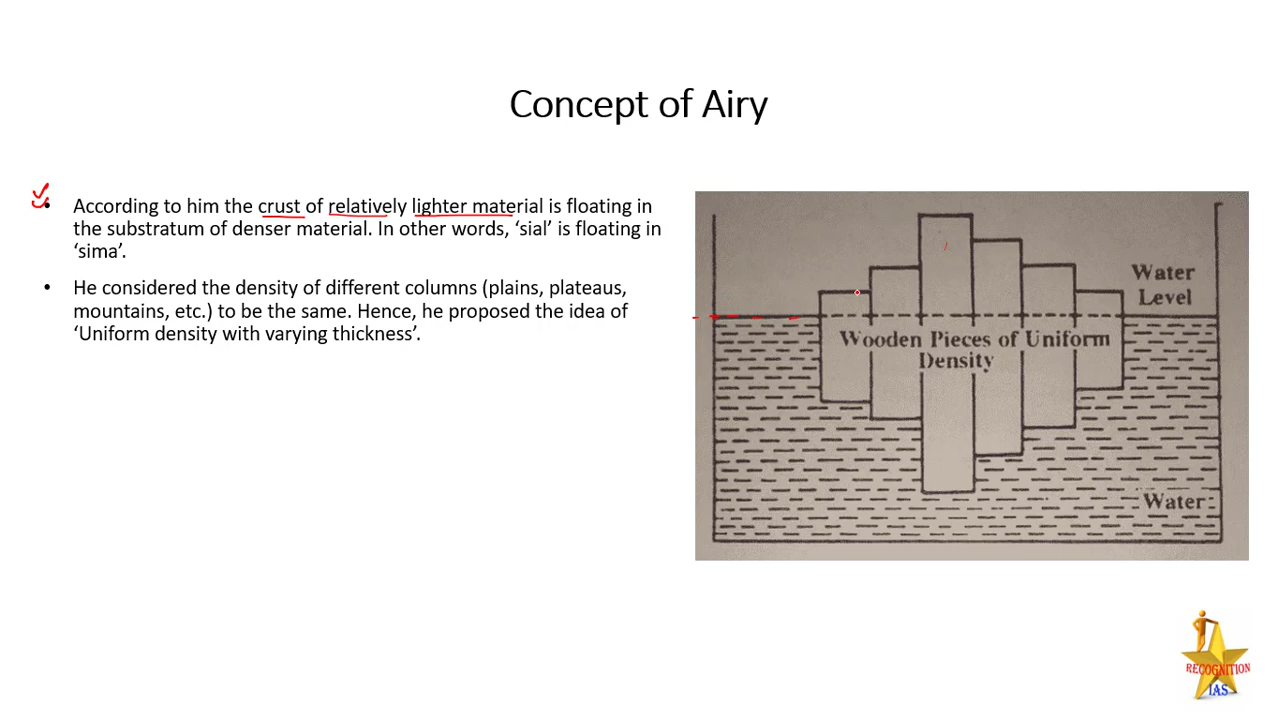 Concept of Airy
• According to him the crust of relatively lighter material is floating in
the substratum of denser material. In other words, ‘sial’ is floating in
‘sima’.
• He considered the density of different columns (plains, plateaus,
mountains, etc.) to be the same. Hence, he proposed the idea of
‘Uniform density with varying thickness’.
Water
Level
Wooden Pieces of Uniform
Density
Water
RECOGNITION
IAS